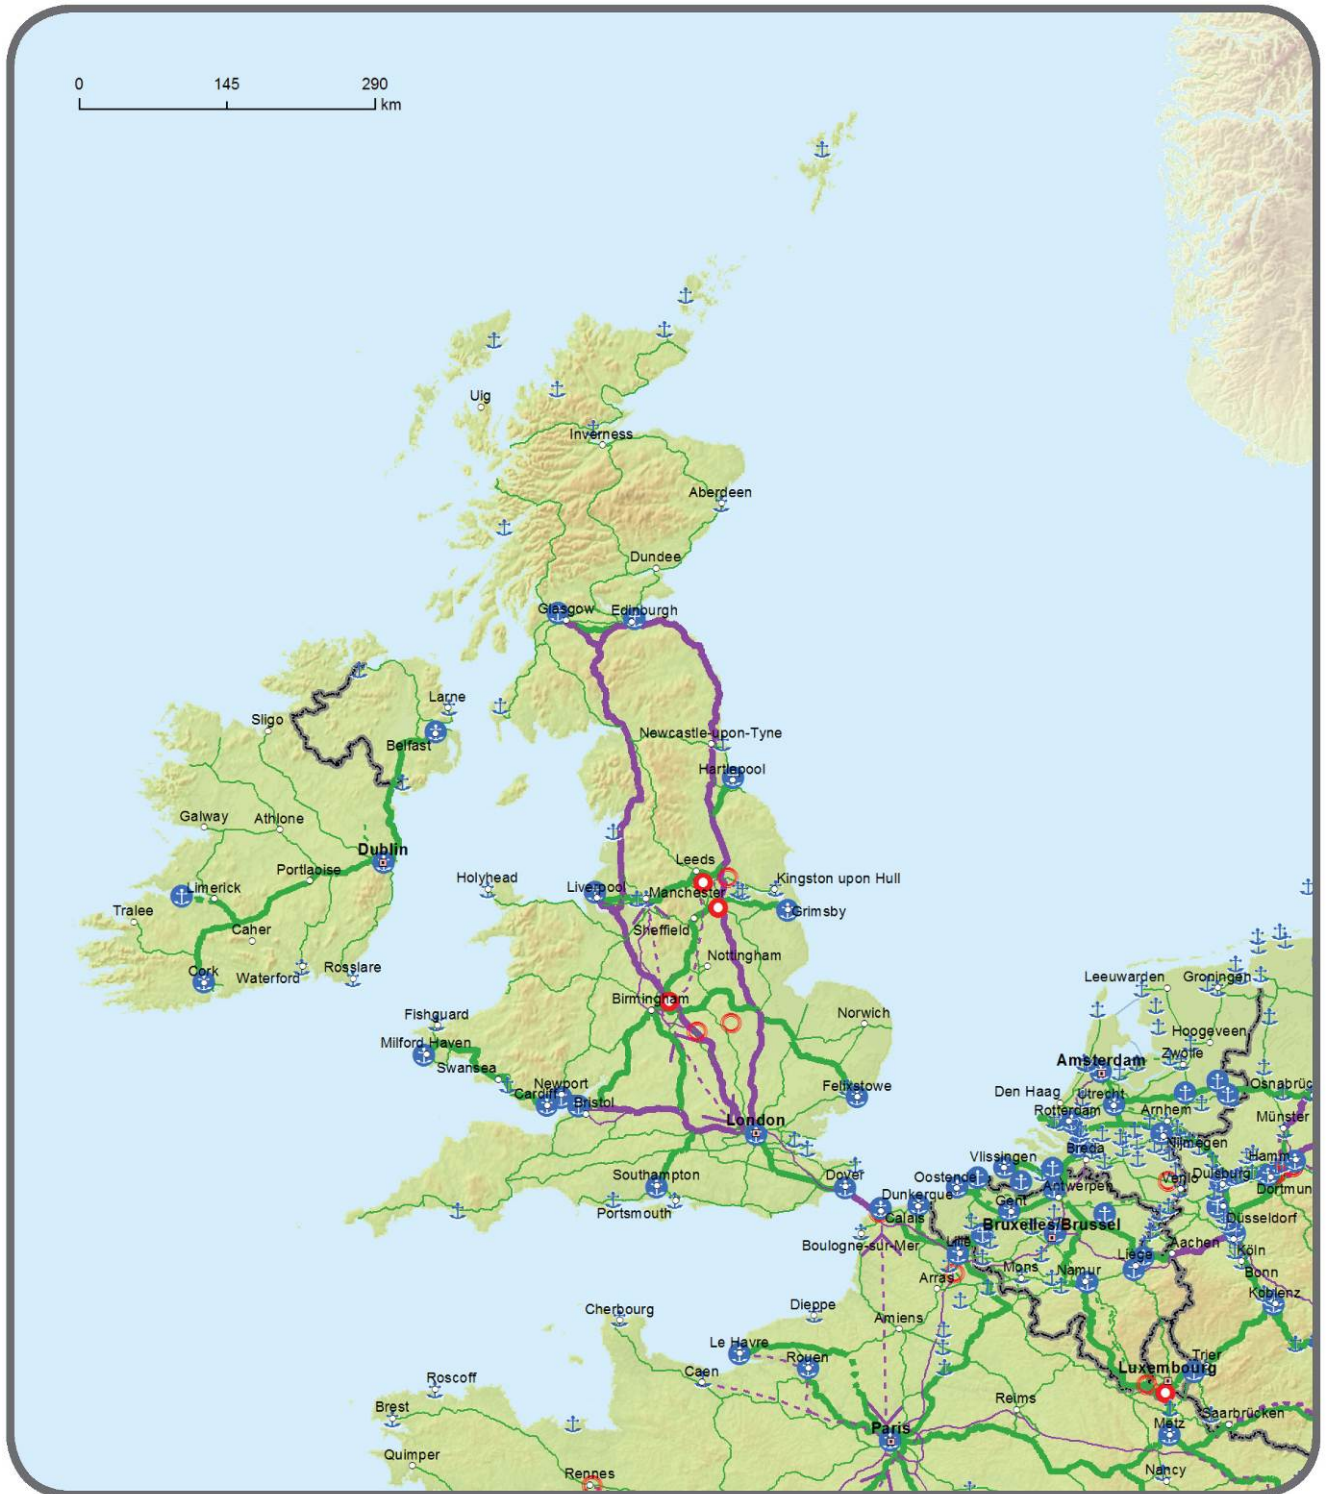 0 145 290
km
Uig
Inverness
Aberdeen
Dundee
Glasgow
Edinburgh
Larne
Sligo
Belfast
Newcastle-upon-Tyne
Hartlepool
Galway
Athlone
Dublin
Portlaoise
Leeds
Holyhead
Liverpool
Manchester
Kingston upon Hull
Limerick
Grimsby
Tralee
Caher
Sheffield
Nottingham
Cork
Waterford
Rosslare
Leeuwarden
Groningen
Birmingham
Fishguard
Norwich
Hoogeveen
Milford Haven
Zwolle
Amsterdam
Swansea
Newport
Cardiff
Bristol
Felixstowe
Den Haag
Utrecht
Osnabrüc
Rotterdam
Arnhem
Münster
London
Nijmegen
Breda
Vlissingen
Hamm
Southampton
Dover
Oostende
Duisburg
Venlo
Dortmun
Portsmouth
Dunkerque
Gent
Antwerpen
Calais
Bruxelles/Brussel
Düsseldorf
Boulogne-sur-Mer
Lille
Aachen
Liege
Köln
Arras
Mons
Namur
Bonn
Koblenz
Cherbourg
Dieppe
Amiens
Le Havre
Rouen
Trier
Caen
Luxembourg
Roscoff
Reims
Saarbrücken
Brest
Paris
Metz
Quimper
Rennes
Nancy